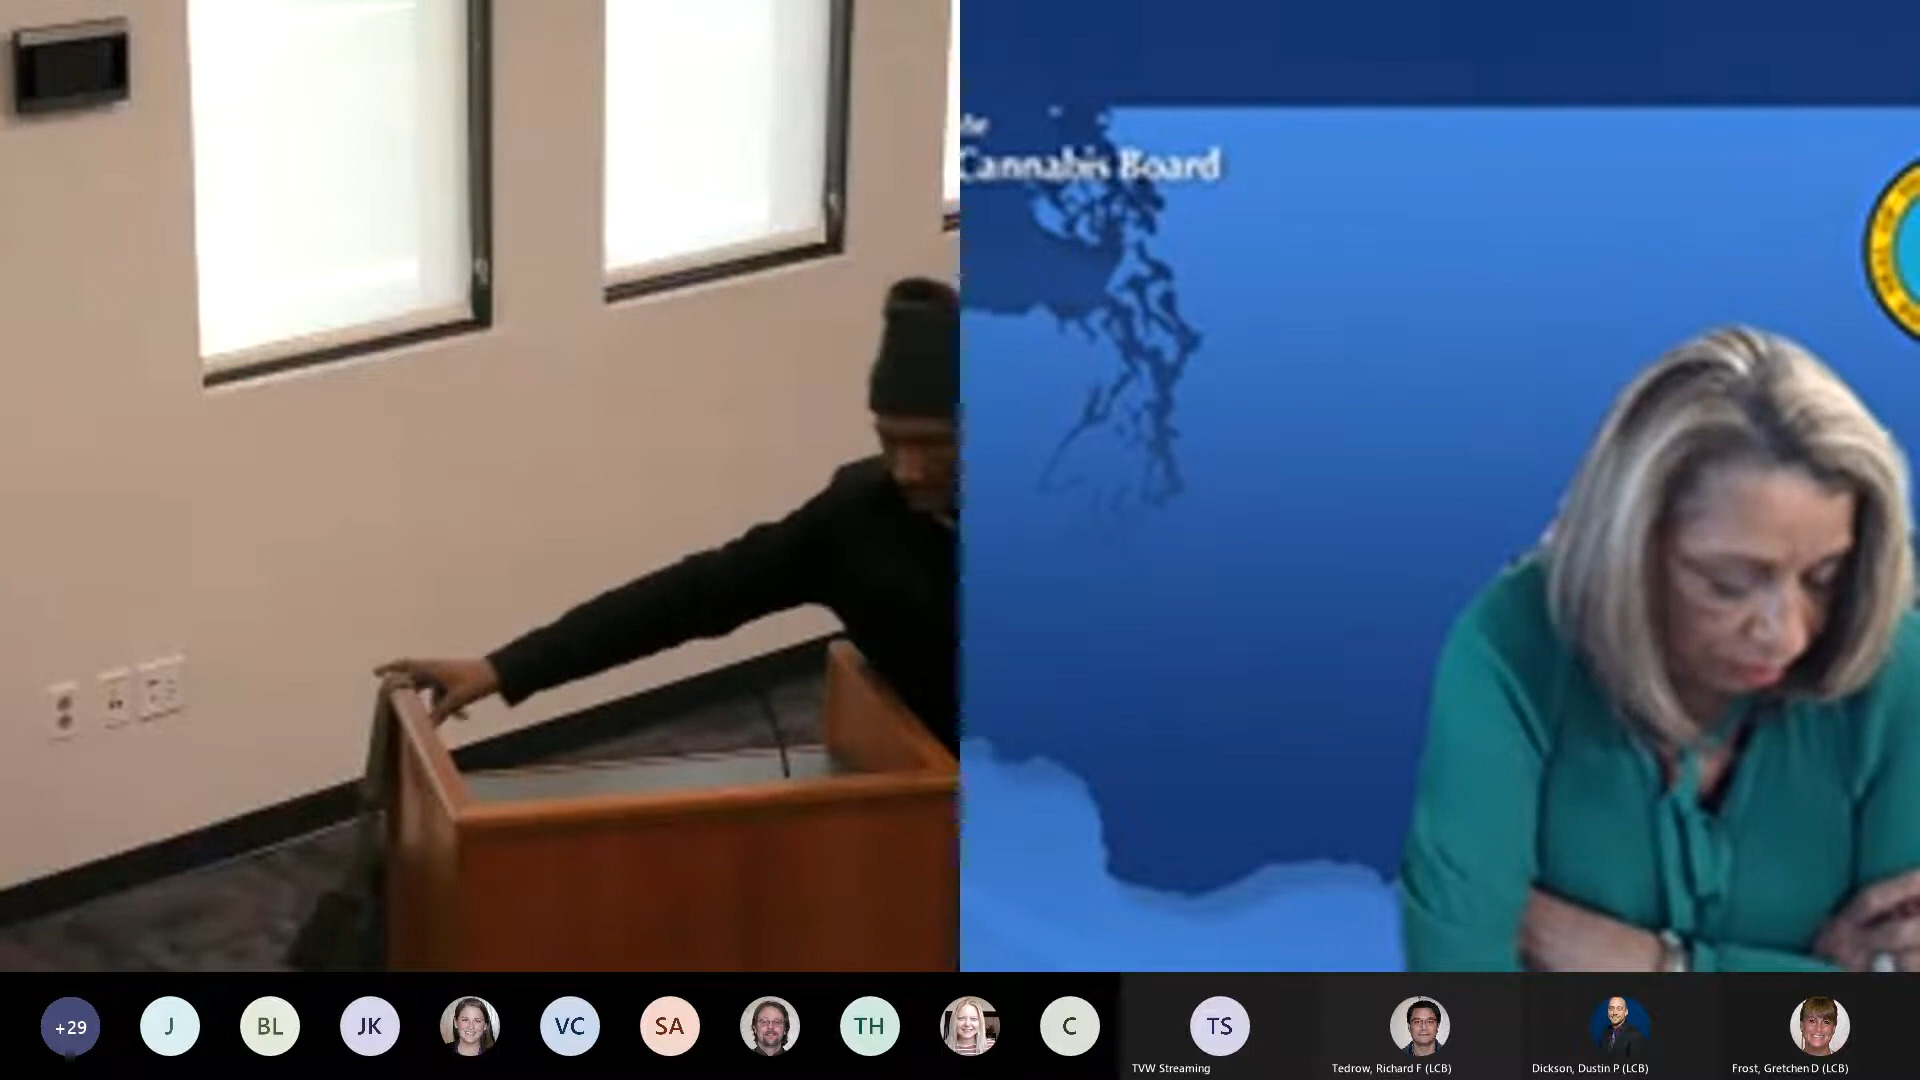 Cannabis Board
+29
J
BL
JK
VC
SA
TH
C
TS
TVW Streaming
Tedrow, Richard F (LCB)
Dickson, Dustin P (LCB)
Frost, Gretchen D (LCB)